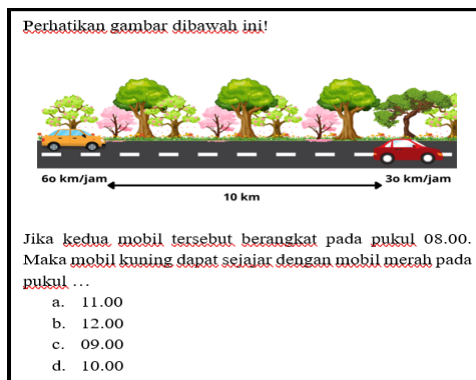 Perhatikan gambar dibawah ini!
6o km/jam
3o km/jam
10 km
Jika kedua mobil tersebut berangkat pada pukul 08.00.
Maka mobil kuning dapat sejajar dengan mobil merah pada
pukul …
a. 11.00
b. 12.00
c. 09.00
d. 10.00